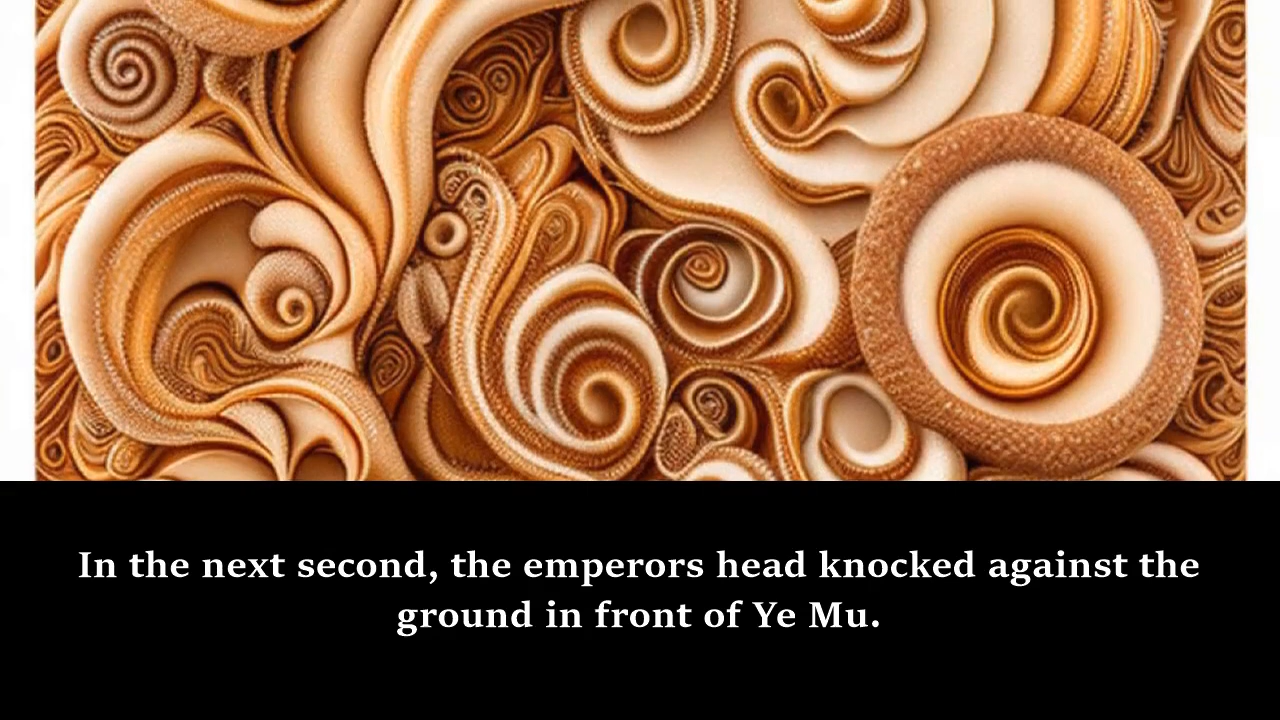 In the next second, the emperors head knocked against the
ground in front of Ye Mu.